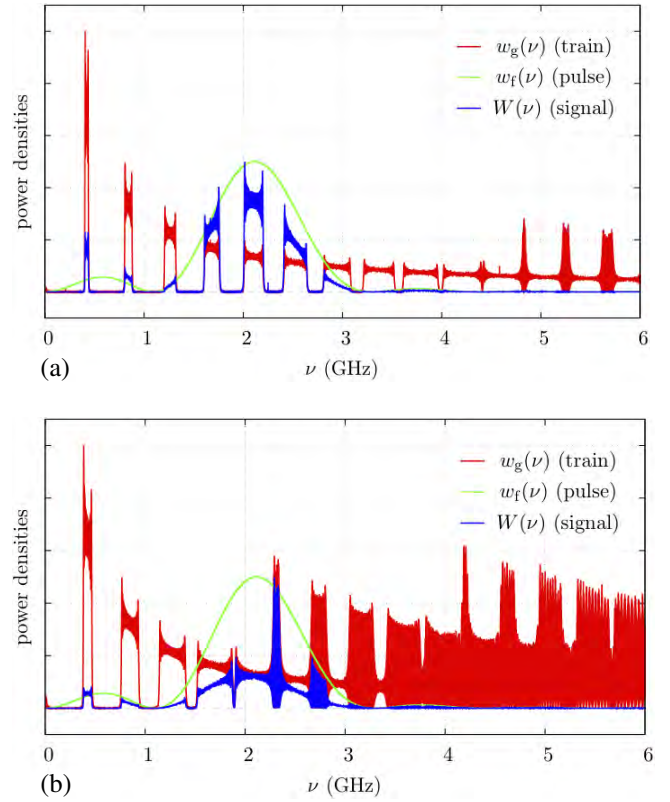 power densities
w_g(ν) (train)
w_f(ν) (pulse)
W(ν) (signal)
0 1 2 3 4 5 6
ν (GHz)
(a)
power densities
w_g(ν) (train)
w_f(ν) (pulse)
W(ν) (signal)
0 1 2 3 4 5 6
ν (GHz)
(b)